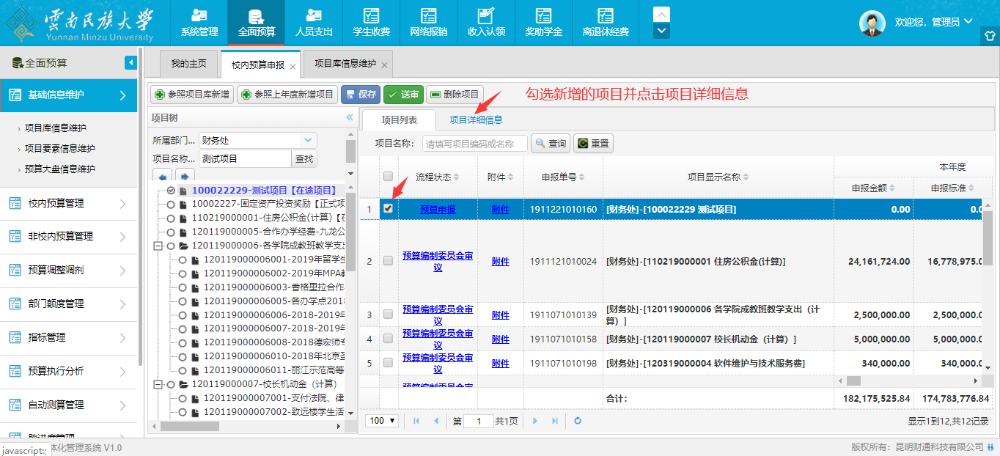 雲南民族大學
Yunnan Minzu University
系统管理
全面预算
人员支出
学生收费
网络报销
收入认领
奖助学金
离退休经费
欢迎您，管理员
全面预算
基础信息维护
项目库信息维护
项目要素信息维护
预算大盘信息维护
校内预算管理
非校内预算管理
预算调整调剂
部门额度管理
指标管理
预算执行分析
自动测算管理
javascript:;
体化管理系统 V1.0
我的主页
校内预算申报
项目库信息维护
参照项目库新增
参照上年度新增项目
保存
送审
删除项目
勾选新增的项目并点击项目详细信息
项目树
所属部门...
财务处
项目名称...
测试项目
查找
100022229-测试项目【在途项目】
10002227-固定资产投资奖励【正式项
110219000001-住房公积金(计算)【在
120119000005-合作办学经费-九龙公
120119000006-各学院成教班教学支出
120119000006001-2019年留学生
120119000006002-2019年MPA教
120119000006003-香格里拉合作
120119000006005-各办学点2018
120119000006006-2018-2019年
120119000006007-2018-2019年
120119000006008-2018德宏师专
120119000006010-2018年北京圣
120119000006011-丽江示范高等
120119000007-校长机动金（计算）
120119000007001-支付法院、律
120119000007002-致远楼学生活
项目列表
项目详细信息
项目名称：
请填写项目编码或名称
查询
重置
流程状态
附件
申报单号
项目显示名称
本年度
申报金额
申报标准
1 预算申报 附件 1911221010160 [财务处]-[100022229 测试项目] 0.00 0.0
2 预算编制委员会审议 附件 1911121010024 [财务处]-[110219000001 住房公积金(计算)] 24,161,724.00 16,778,975.0
3 预算编制委员会审议 附件 1911071010139 [财务处]-[120119000006 各学院成教班教学支出（计算）] 2,500,000.00 2,500,000.0
4 预算编制委员会审议 附件 1911071010158 [财务处]-[120119000007 校长机动金（计算）] 5,000,000.00 5,000,000.0
5 预算编制委员会审议 附件 1911071010198 [财务处]-[120319000004 软件维护与技术服务费] 340,000.00 340,000.0
预算编制委员会审
合计：
182,175,525.84
174,783,776.84
100
第 1 共1页
显示1到12,共12记录
版权所有：昆明财通科技有限公司